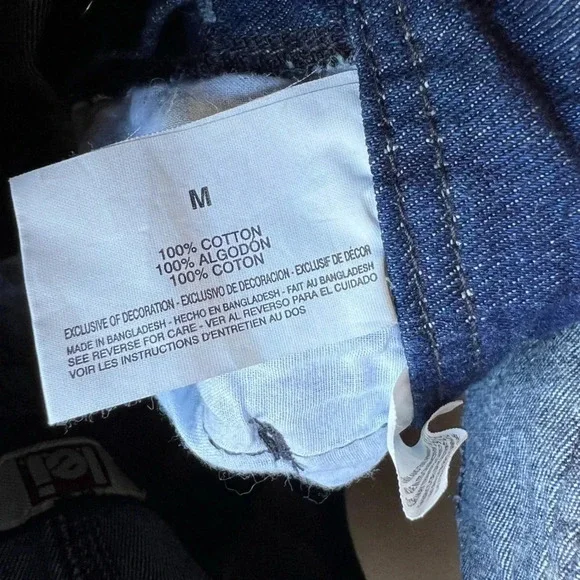 M
100% COTTON
100% ALGODÓN
100% COTON
EXCLUSIVE OF DECORATION - EXCLUSIVO DE DECORACION - EXCLUSIF DE DÉCOR
MADE IN BANGLADESH - HECHO EN BANGLADESH - FAIT AU BANGLADESH
SEE REVERSE FOR CARE - VER AL REVERSO PARA EL CUIDADO
VOIR LES INSTRUCTIONS D'ENTRETIEN AU DOS
lei